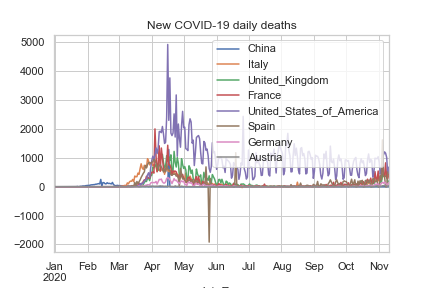 New COVID-19 daily deaths
5000
4000
3000
2000
1000
0
−1000
−2000
China
Italy
United_Kingdom
France
United_States_of_America
Spain
Germany
Austria
Jan Feb Mar Apr May Jun Jul Aug Sep Oct Nov
2020